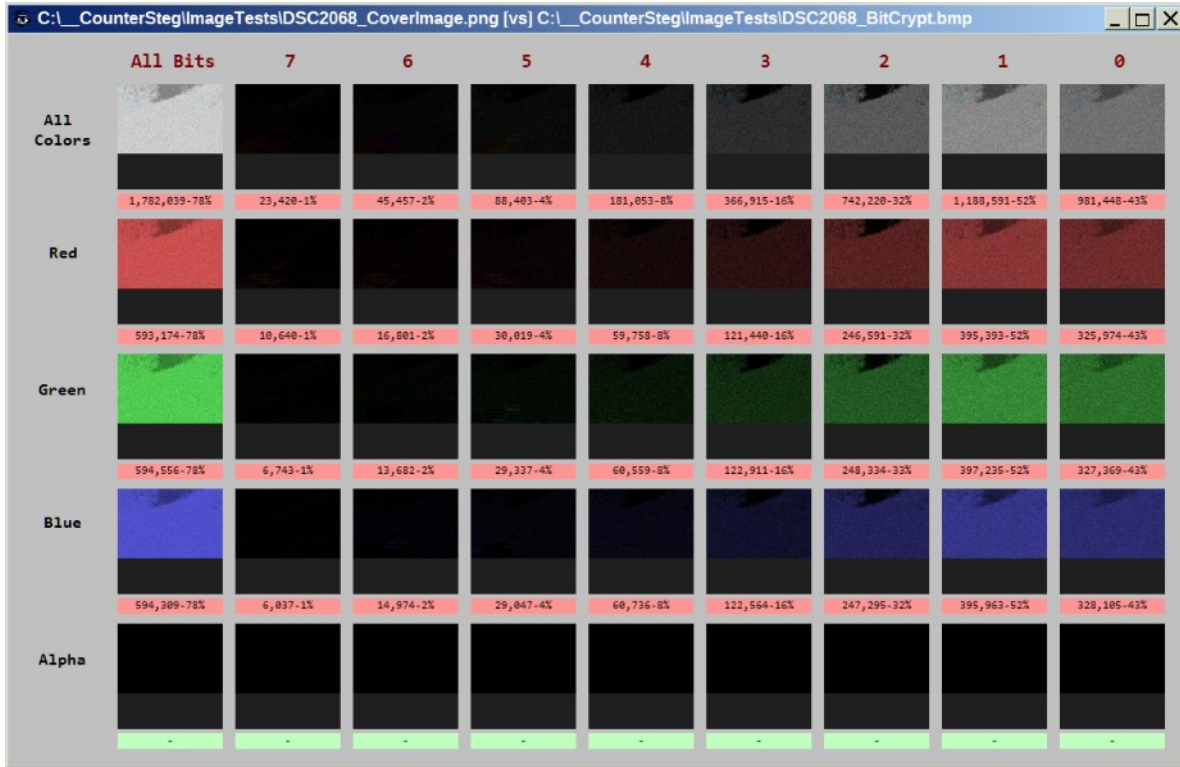 C:\__CounterSteg\ImageTests\DSC2068_CoverImage.png [vs] C:\__CounterSteg\ImageTests\DSC2068_BitCrypt.bmp
All Bits 7 6 5 4 3 2 1 0
All
Colors
1,782,039-78% 23,420-1% 45,457-2% 88,403-4% 181,053-8% 366,915-16% 742,220-32% 1,188,591-52% 981,448-43%
Red
593,174-78% 10,640-1% 16,801-2% 30,019-4% 59,758-8% 121,440-16% 246,591-32% 395,393-52% 325,974-43%
Green
594,556-78% 6,743-1% 13,682-2% 29,337-4% 60,559-8% 122,911-16% 248,334-33% 397,235-52% 327,369-43%
Blue
594,309-78% 6,037-1% 14,974-2% 29,047-4% 60,736-8% 122,564-16% 247,295-32% 395,963-52% 328,105-43%
Alpha
- - - - - - - - -